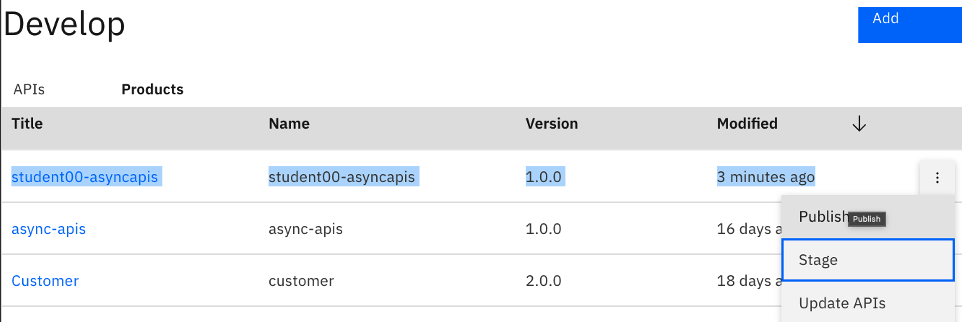 Develop
Add
APIs Products
Title Name Version Modified
student00-asyncapis student00-asyncapis 1.0.0 3 minutes ago
Publish Publish
async-apis async-apis 1.0.0 16 days
Stage
Customer customer 2.0.0 18 days
Update APIs